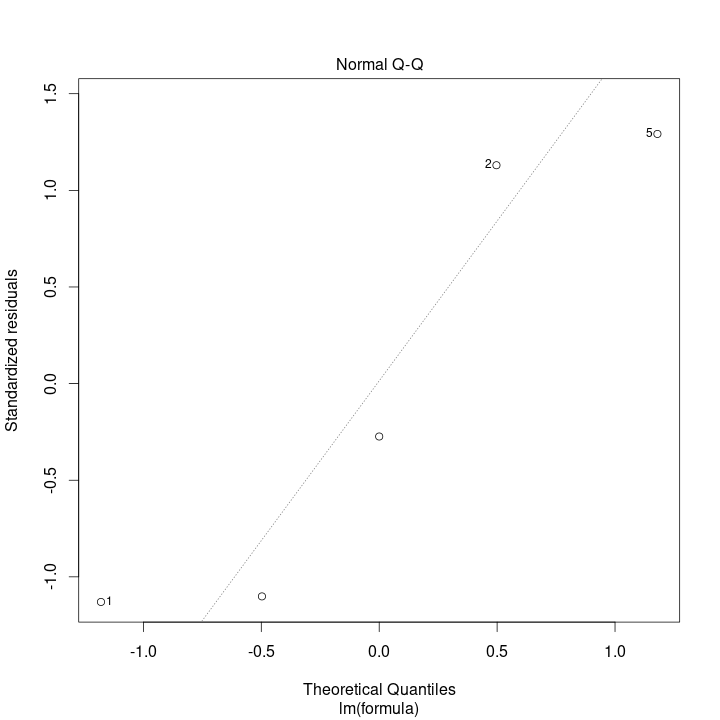 Normal Q-Q
1.5
1.0
0.5
0.0
-0.5
-1.0
Standardized residuals
2
5
1
-1.0 -0.5 0.0 0.5 1.0
Theoretical Quantiles
lm(formula)